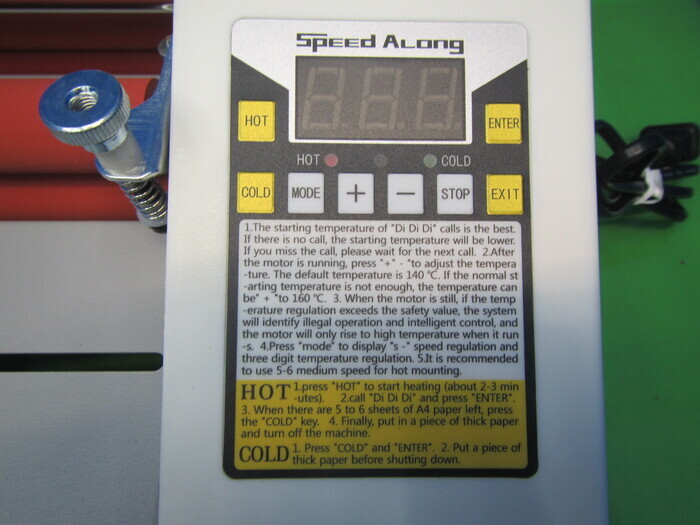 Speed Along
HOT
ENTER
HOT COLD
COLD MODE + − STOP EXIT
1.The starting temperature of "Di Di Di" calls is the best.
If there is no call, the starting temperature will be lower.
If you miss the call, please wait for the next call. 2.After
the motor is running, press "+" - "to adjust the tempera
-ture. The default temperature is 140 ℃. If the normal st
-arting temperature is not enough, the temperature can
be" + "to 160 ℃. 3. When the motor is still, if the temp
-erature regulation exceeds the safety value, the system
will identify illegal operation and intelligent control, and
the motor will only rise to high temperature when it run
-s. 4.Press "mode" to display "s -" speed regulation and
three digit temperature regulation. 5.It is recommended
to use 5-6 medium speed for hot mounting.
HOT 1.press "HOT" to start heating (about 2-3 min
-utes). 2.call "Di Di Di" and press "ENTER".
3. When there are 5 to 6 sheets of A4 paper left, press
the "COLD" key. 4. Finally, put in a piece of thick paper
and turn off the machine.
COLD 1. Press "COLD" and "ENTER". 2. Put a piece of
thick paper before shutting down.